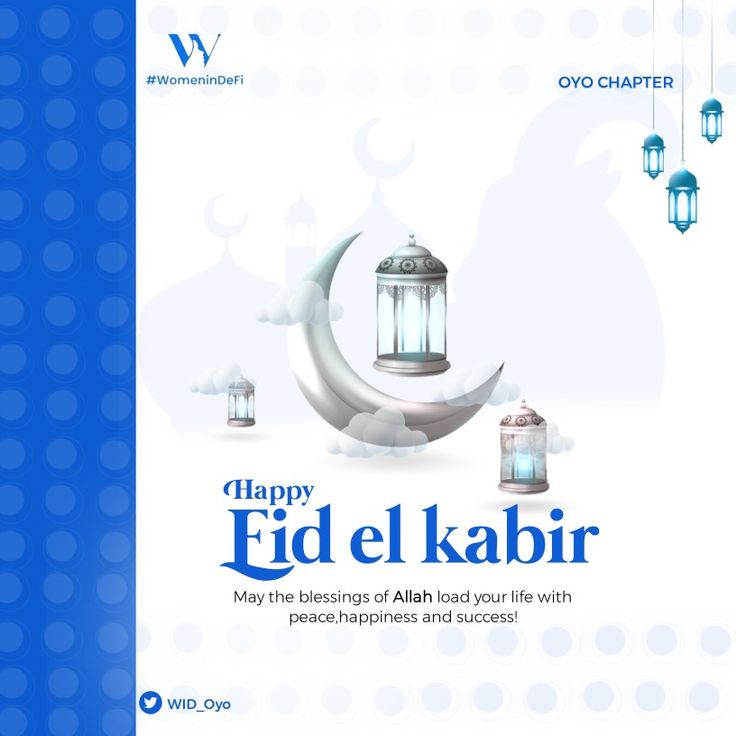 #WomeninDeFi
OYO CHAPTER
Happy
Eid el kabir
May the blessings of Allah load your life with
peace,happiness and success!
WID_Oyo